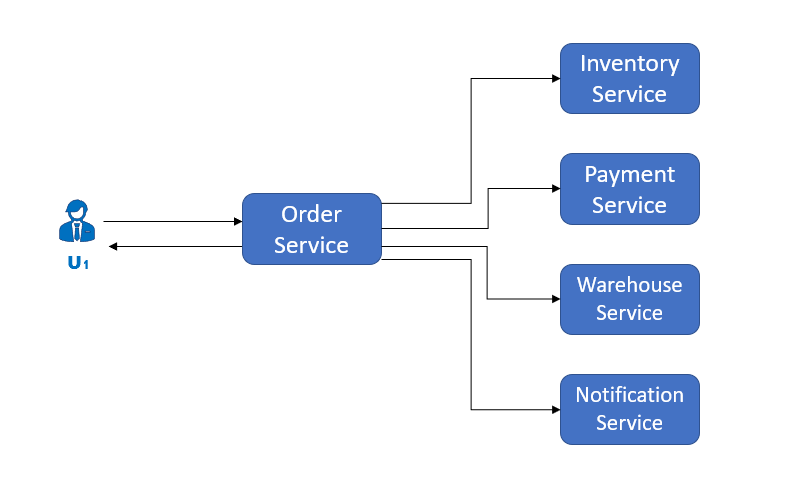 Inventory
Service
Payment
Service
Order
Service
U1
Warehouse
Service
Notification
Service